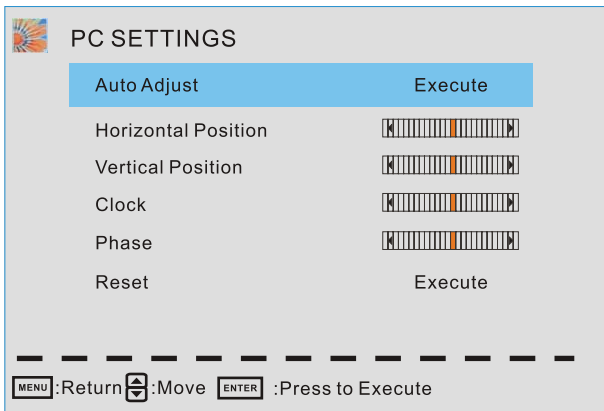 PC SETTINGS
Auto Adjust Execute
Horizontal Position
Vertical Position
Clock
Phase
Reset Execute
MENU :Return :Move ENTER :Press to Execute